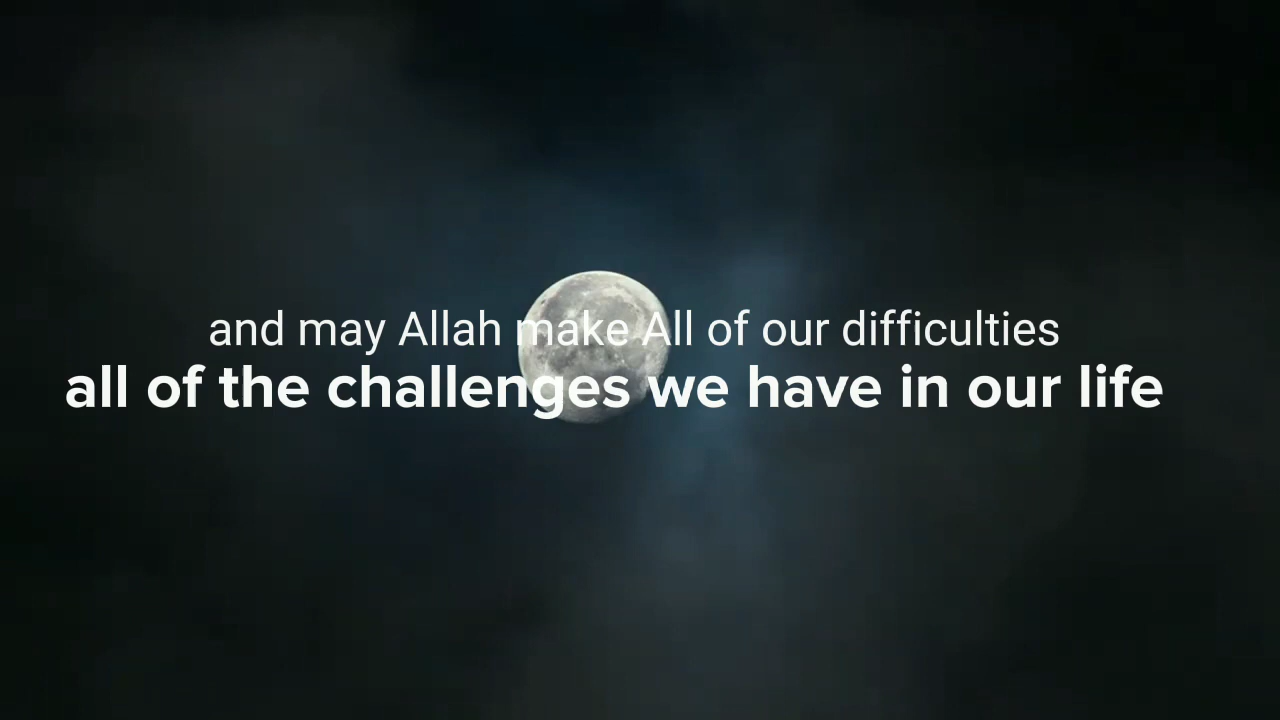 and may Allah make All of our difficulties
all of the challenges we have in our life